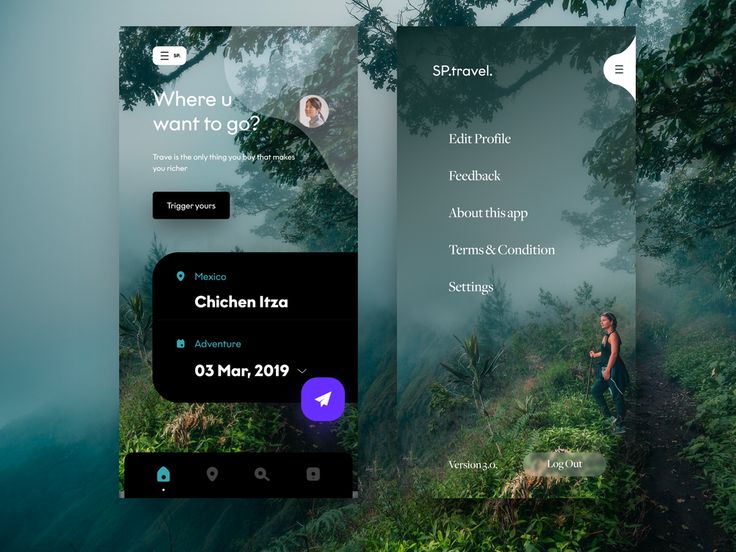 SP.
Where u
want to go?
Trave is the only thing you buy that makes
you richer
Trigger yours
Mexico
Chichen Itza
Adventure
03 Mar, 2019
SP.travel.
Edit Profile
Feedback
About this app
Terms & Condition
Settings
Version 3.0.
Log Out